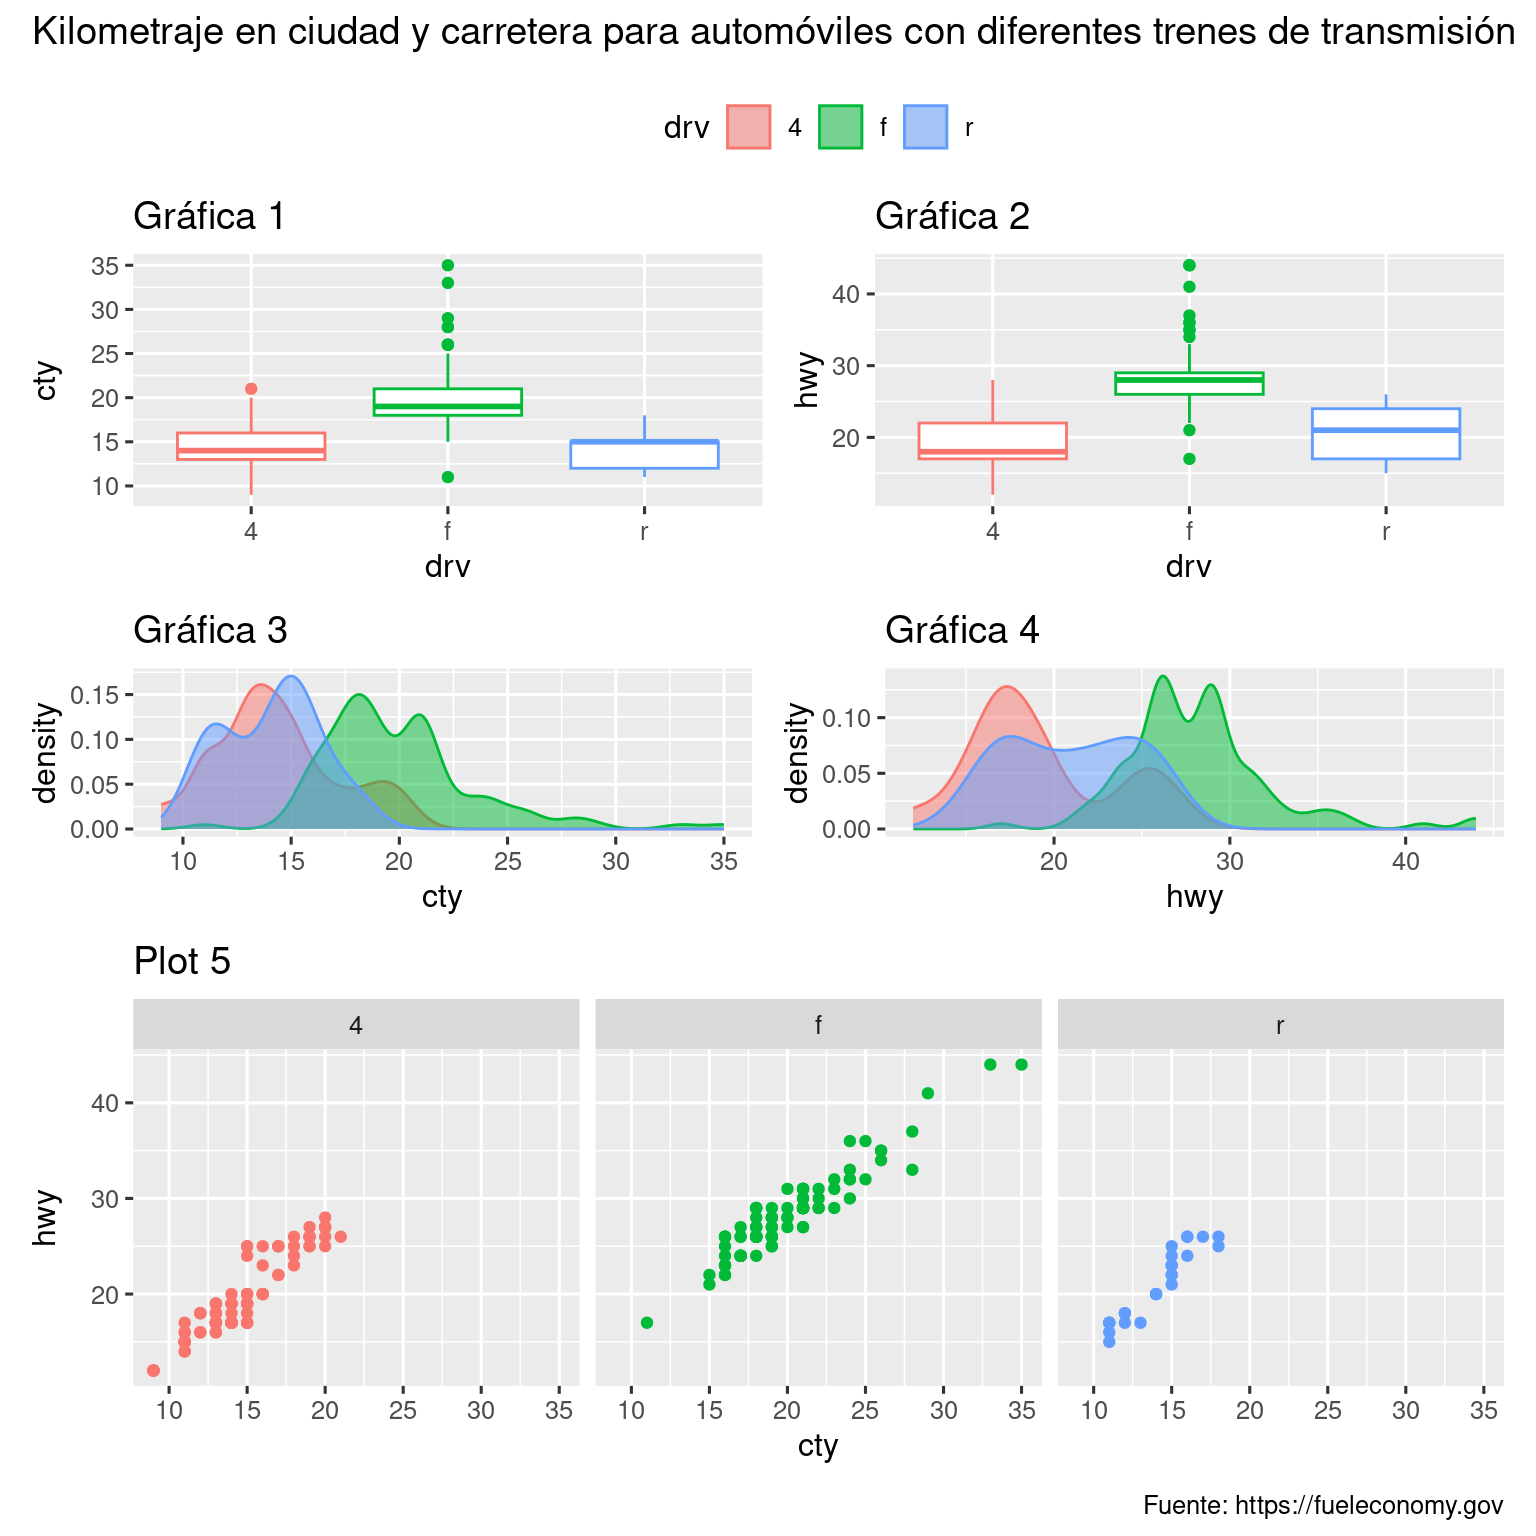 Kilometraje en ciudad y carretera para automóviles con diferentes trenes de transmisión
drv 4 f r
Gráfica 1
cty
35
30
25
20
15
10
4 f r
drv
Gráfica 2
hwy
40
30
20
4 f r
drv
Gráfica 3
density
0.15
0.10
0.05
0.00
10 15 20 25 30 35
cty
Gráfica 4
density
0.10
0.05
0.00
20 30 40
hwy
Plot 5
4 f r
hwy
40
30
20
10 15 20 25 30 35 10 15 20 25 30 35 10 15 20 25 30 35
cty
Fuente: https://fueleconomy.gov